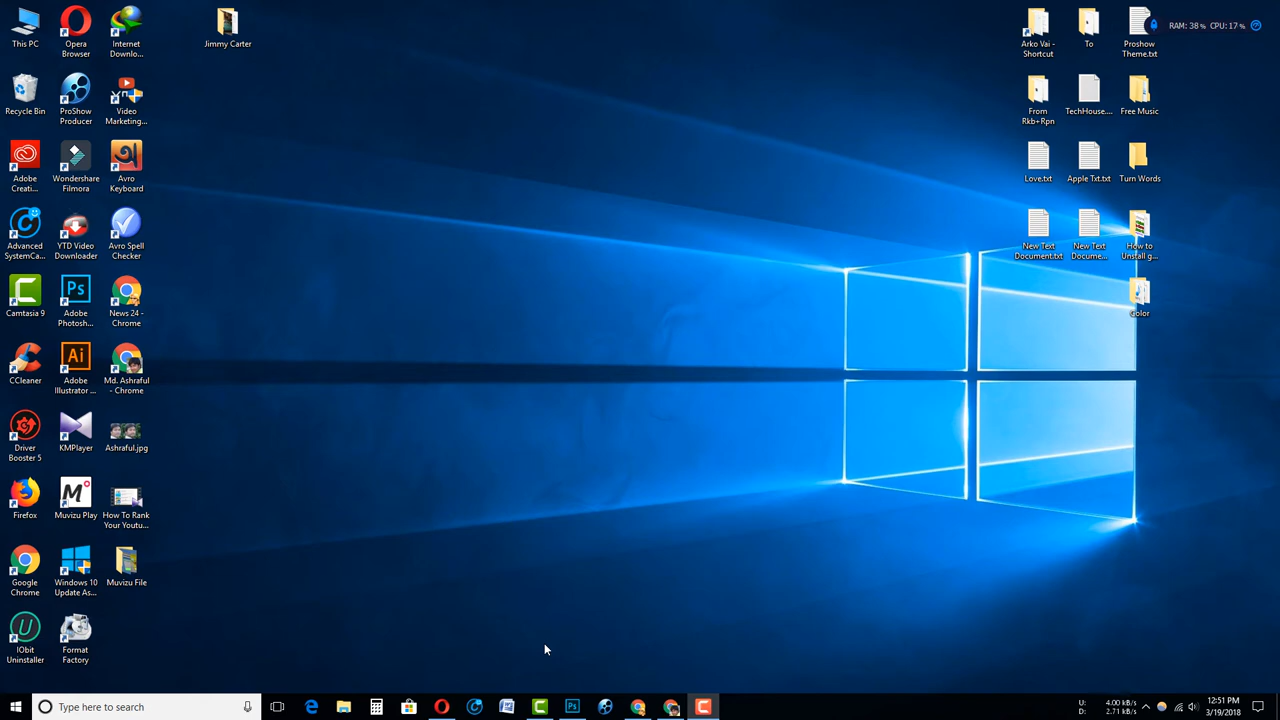 This PC
Opera
Browser
Internet
Downlo...
Jimmy Carter
Arko Vai -
Shortcut
To
Proshow
Theme.txt
RAM: 38 % CPU: 17 %
Recycle Bin
ProShow
Producer
Video
Marketing...
From
Rkb+Rpn
TechHouse....
Free Music
Adobe
Creati...
Wondershare
Filmora
অ
Avro
Keyboard
Love.txt
Apple Txt.txt
Turn Words
Advanced
SystemCa...
YTD Video
Downloader
Avro Spell
Checker
New Text
Document.txt
New Text
Docume...
How to
Unistall g...
Camtasia 9
Ps
Adobe
Photosh...
News 24 -
Chrome
Color
CCleaner
Ai
Adobe
Illustrator ...
Md. Ashraful
- Chrome
Driver
Booster 5
KMPlayer
Ashraful.jpg
Firefox
M
Muvizu Play
How To Rank
Your Youtu...
Google
Chrome
Windows 10
Update As...
Muvizu File
IObit
Uninstaller
Format
Factory
Type here to search
Ps
U: 4.00 kB/s
D: 2.71 kB/s
12:51 PM
3/19/2018